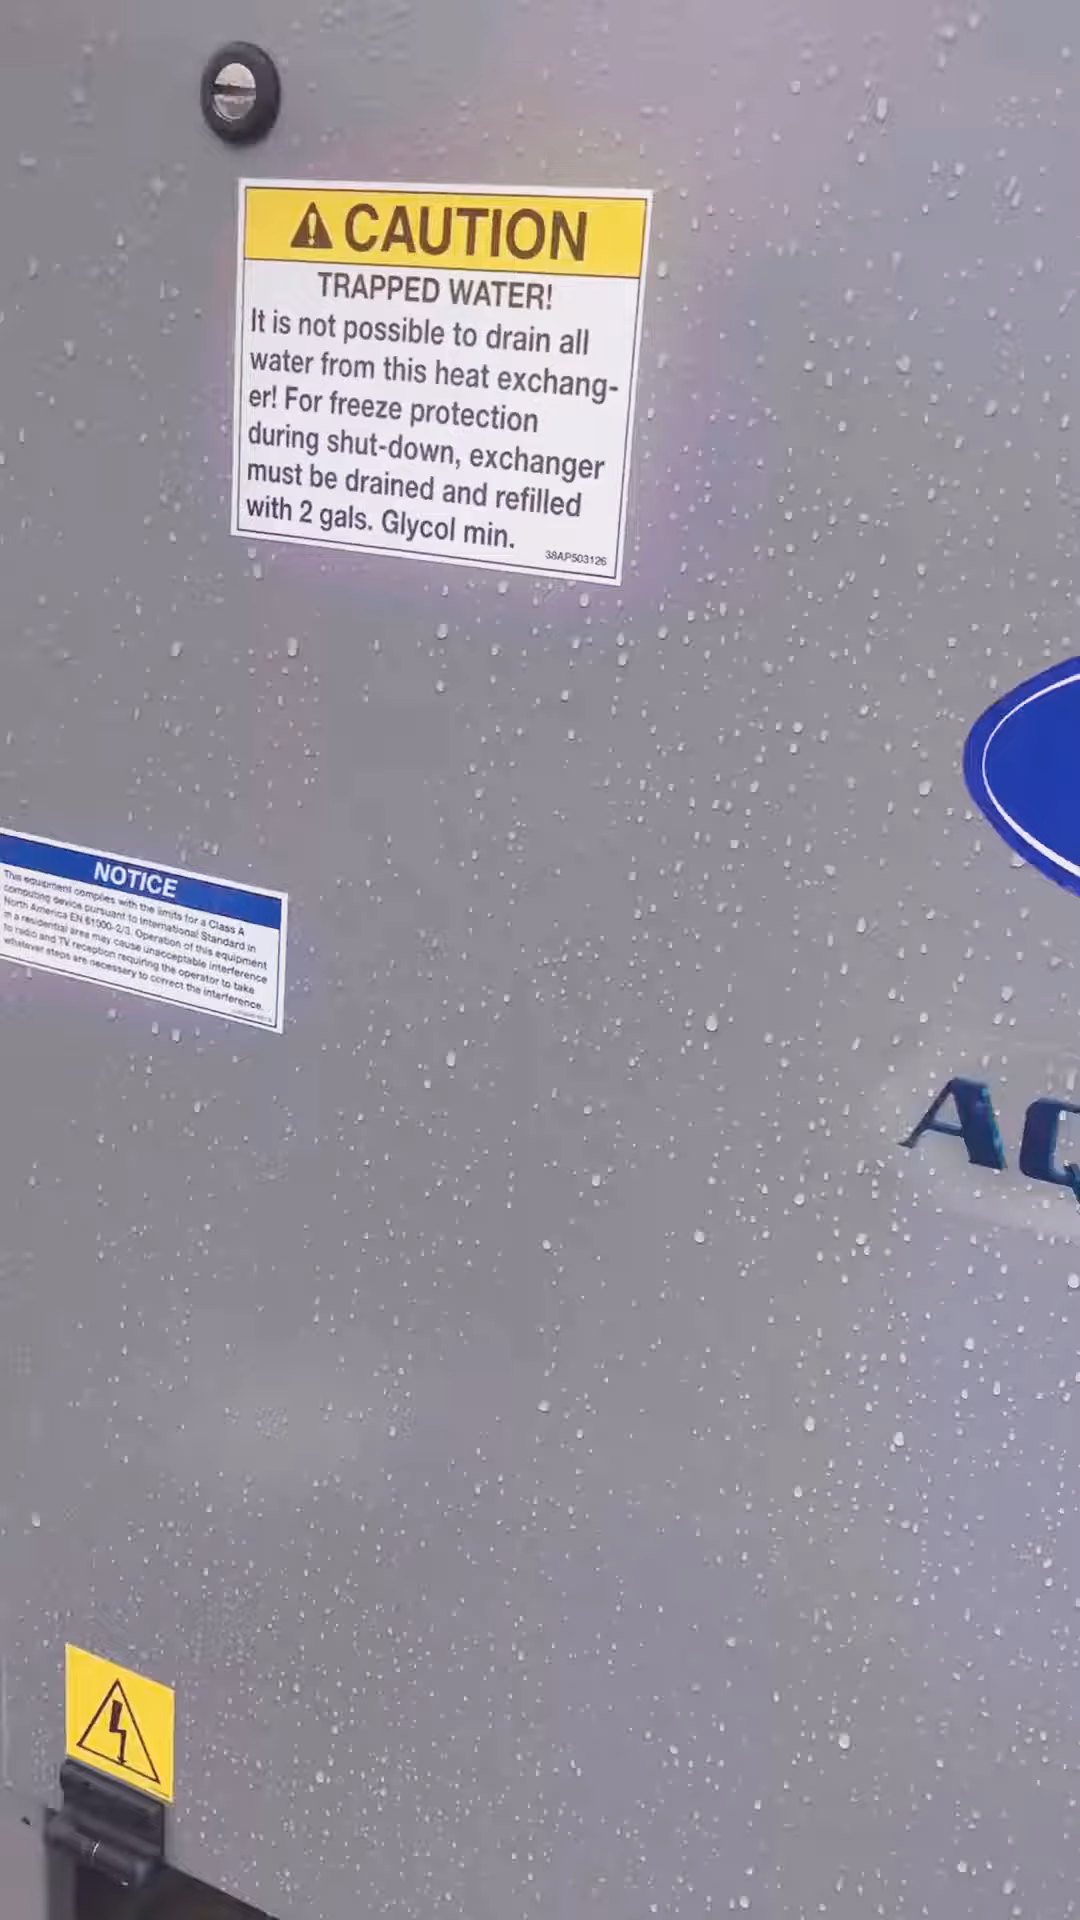 CAUTION
TRAPPED WATER!
It is not possible to drain all
water from this heat exchang-
er! For freeze protection
during shut-down, exchanger
must be drained and refilled
with 2 gals. Glycol min.
38AP503126
NOTICE
This equipment complies with the limits for a Class A
computing device pursuant to International Standard in
North America EN 61000-2/3. Operation of this equipment
in a residential area may cause unacceptable interference
to radio and TV reception requiring the operator to take
whatever steps are necessary to correct the interference.
AQ